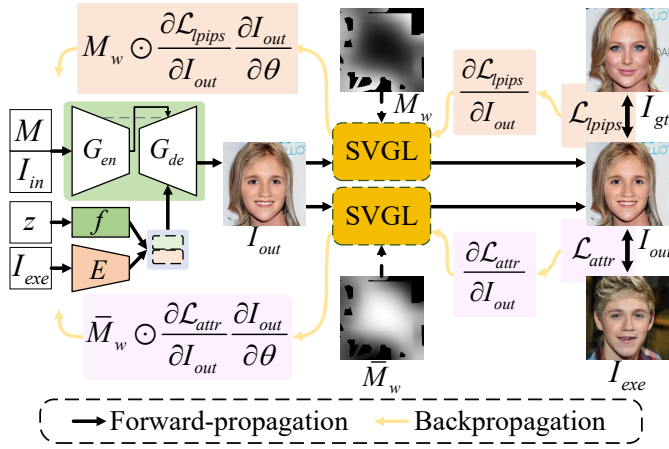 M_w ⊙ ∂ℒ_lpips/∂I_out ∂I_out/∂θ
M_w
∂ℒ_lpips/∂I_out
ℒ_lpips
I_gt
M
I_in
G_en
G_de
SVGL
z
f
I_out
SVGL
I_exe
E
∂ℒ_attr/∂I_out
ℒ_attr
I_out
M̄_w ⊙ ∂ℒ_attr/∂I_out ∂I_out/∂θ
M̄_w
I_exe
Forward-propagation
Backpropagation